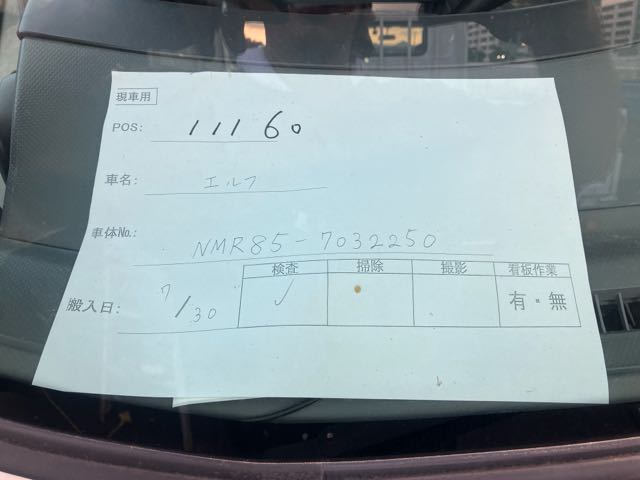 現車用
POS: 11160
車名: エルフ
車体No.: NMR85-7032250
検査 掃除 撮影 看板作業
搬入日: 7/30 ✓ 有・無